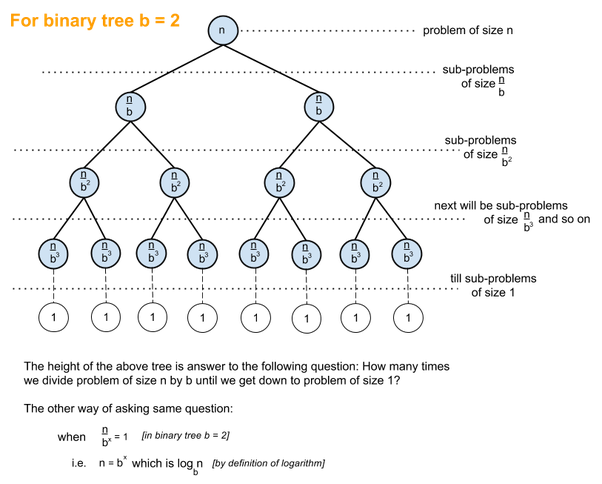 For binary tree b = 2
n
problem of size n
sub-problems
of size n/b
n/b n/b
sub-problems
of size n/b²
n/b² n/b² n/b² n/b²
next will be sub-problems
of size n/b³ and so on
n/b³ n/b³ n/b³ n/b³ n/b³ n/b³ n/b³ n/b³
till sub-problems
of size 1
1 1 1 1 1 1 1 1
The height of the above tree is answer to the following question: How many times
we divide problem of size n by b until we get down to problem of size 1?
The other way of asking same question:
when n/bˣ = 1 [in binary tree b = 2]
i.e. n = bˣ which is log_b n [by definition of logarithm]